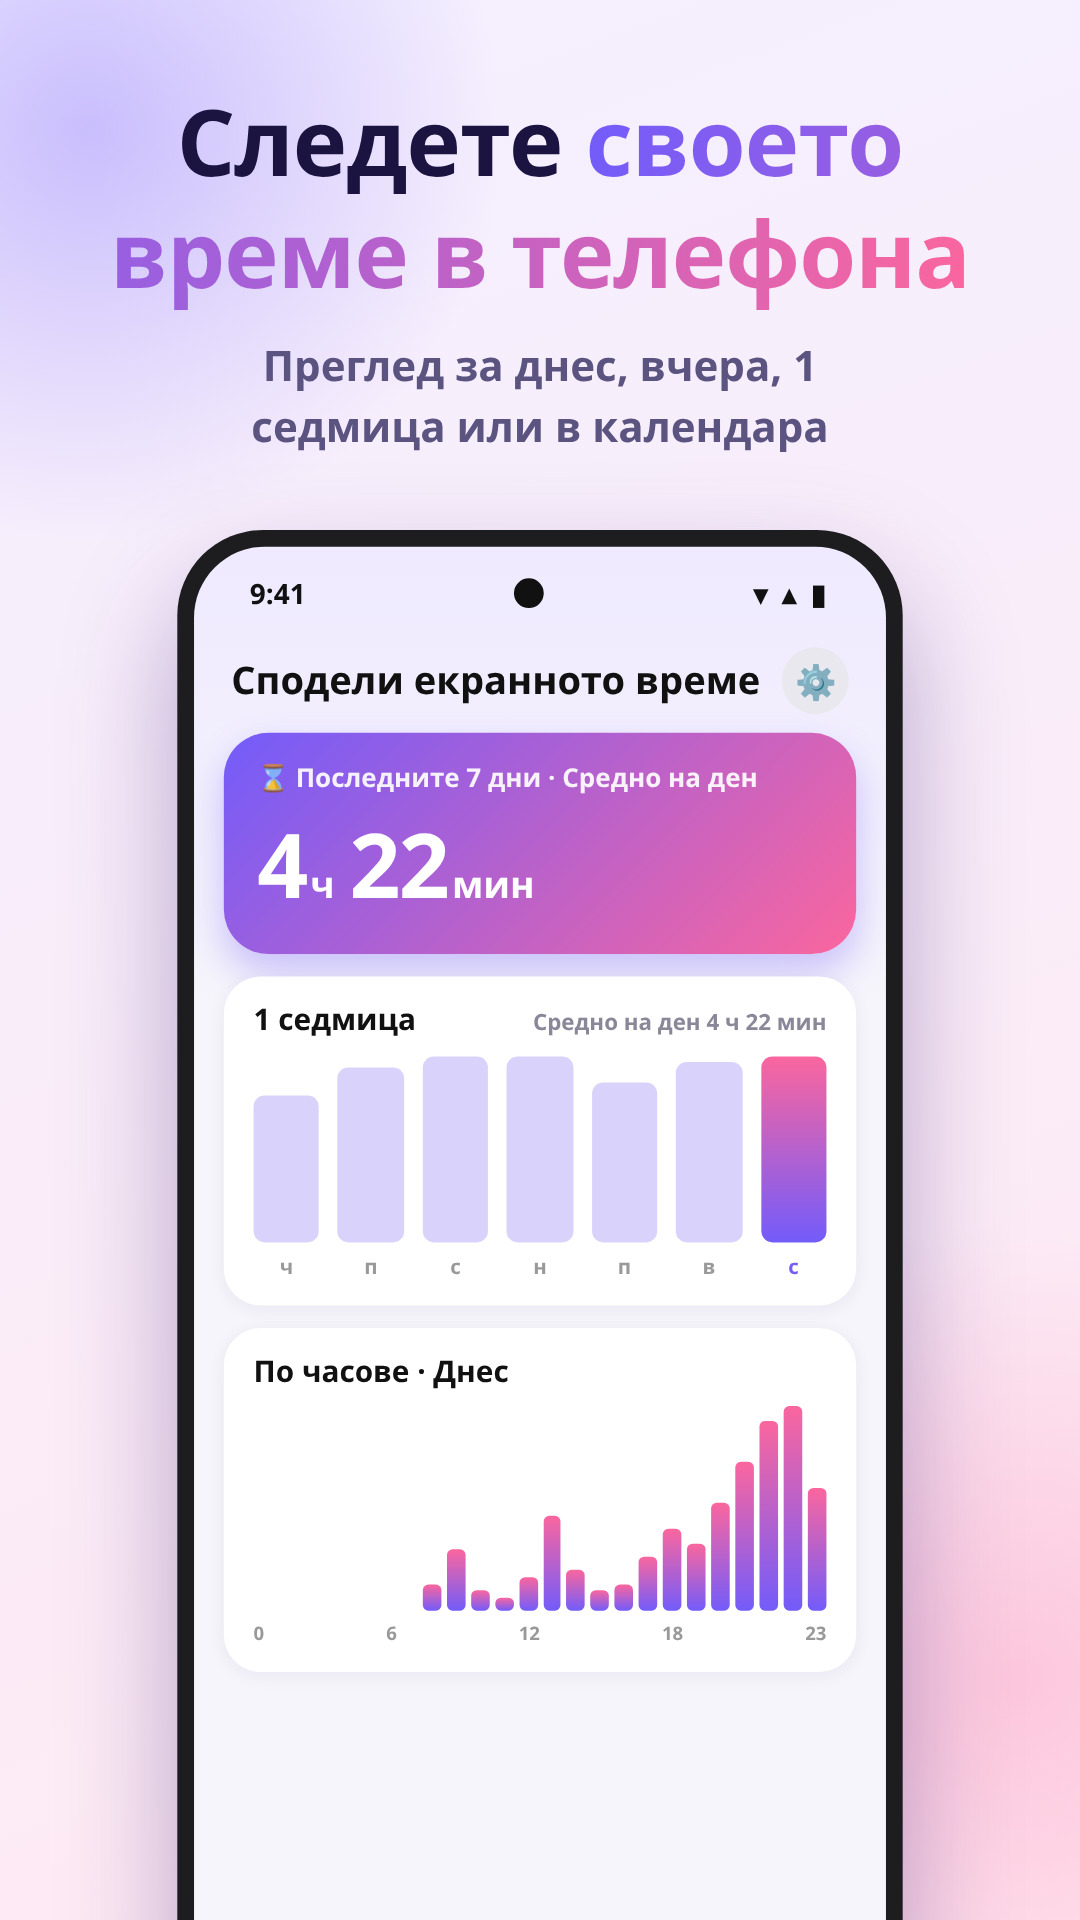 Следете своето
време в телефона
Преглед за днес, вчера, 1
седмица или в календара
9:41
Сподели екранното време
Последните 7 дни · Средно на ден
4ч 22мин
1 седмица
Средно на ден 4 ч 22 мин
ч п с н п в с
По часове · Днес
0 6 12 18 23